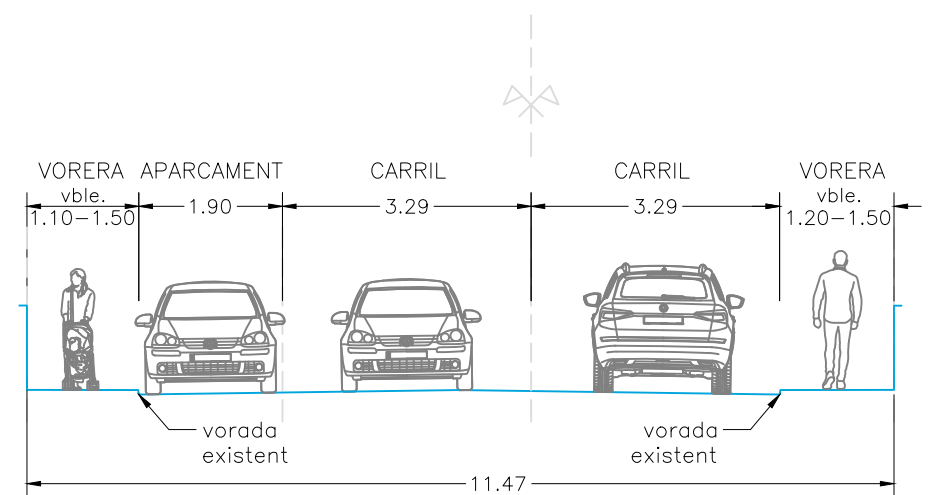 VORERA APARCAMENT CARRIL CARRIL VORERA
vble. vble.
1.10-1.50 1.90 3.29 3.29 1.20-1.50
vorada
existent
vorada
existent
11.47